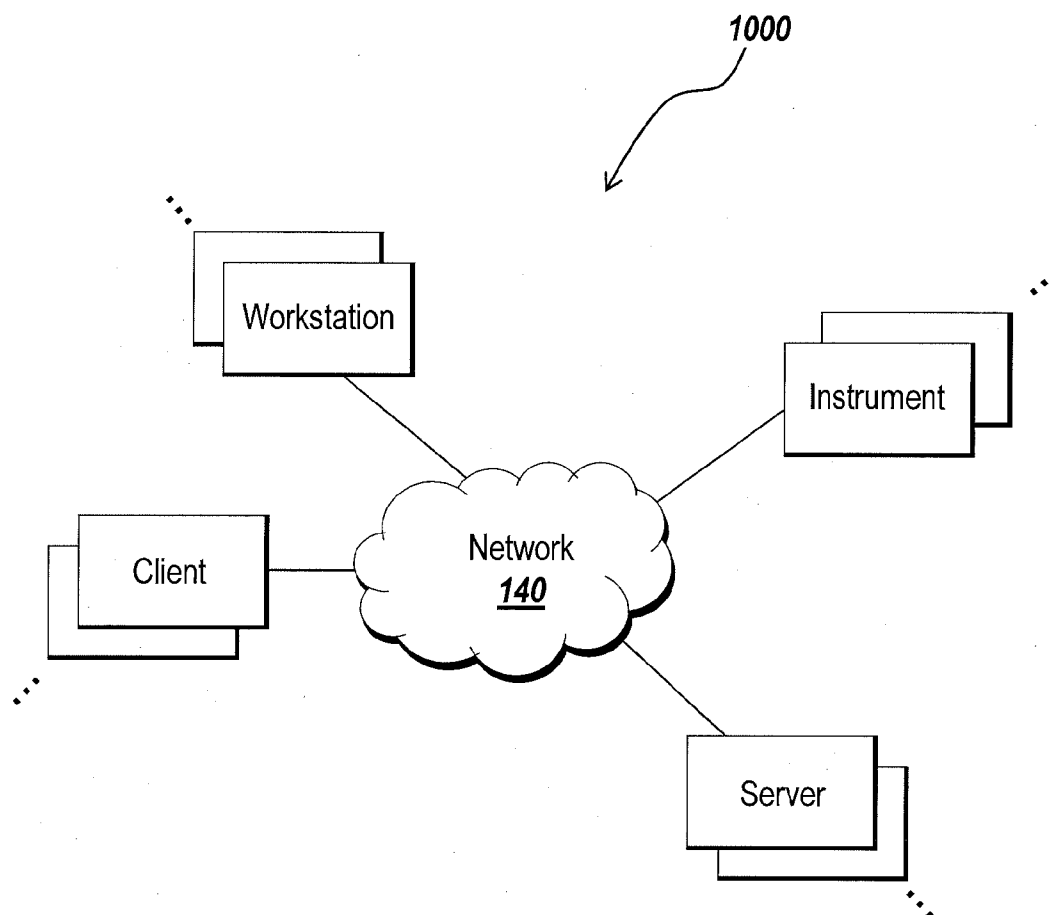 1000
Workstation
Instrument
Network
140
Client
Server